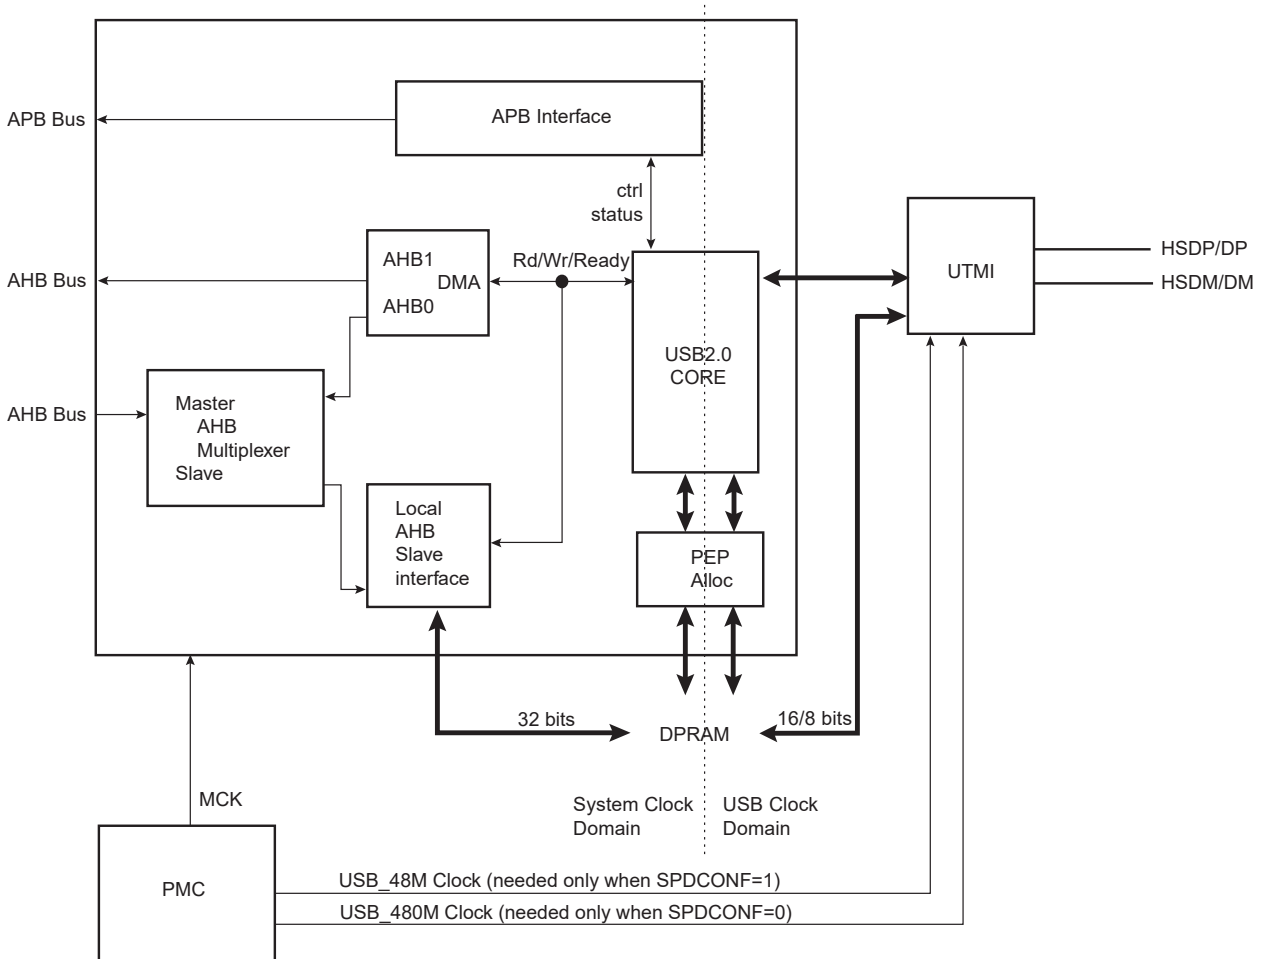 APB Bus
APB Interface
ctrl
status
AHB Bus
AHB1
DMA
AHB0
Rd/Wr/Ready
UTMI
HSDP/DP
HSDM/DM
USB2.0
CORE
AHB Bus
Master
AHB
Multiplexer
Slave
Local
AHB
Slave
interface
PEP
Alloc
32 bits
DPRAM
16/8 bits
MCK
System Clock
Domain
USB Clock
Domain
PMC
USB_48M Clock (needed only when SPDCONF=1)
USB_480M Clock (needed only when SPDCONF=0)